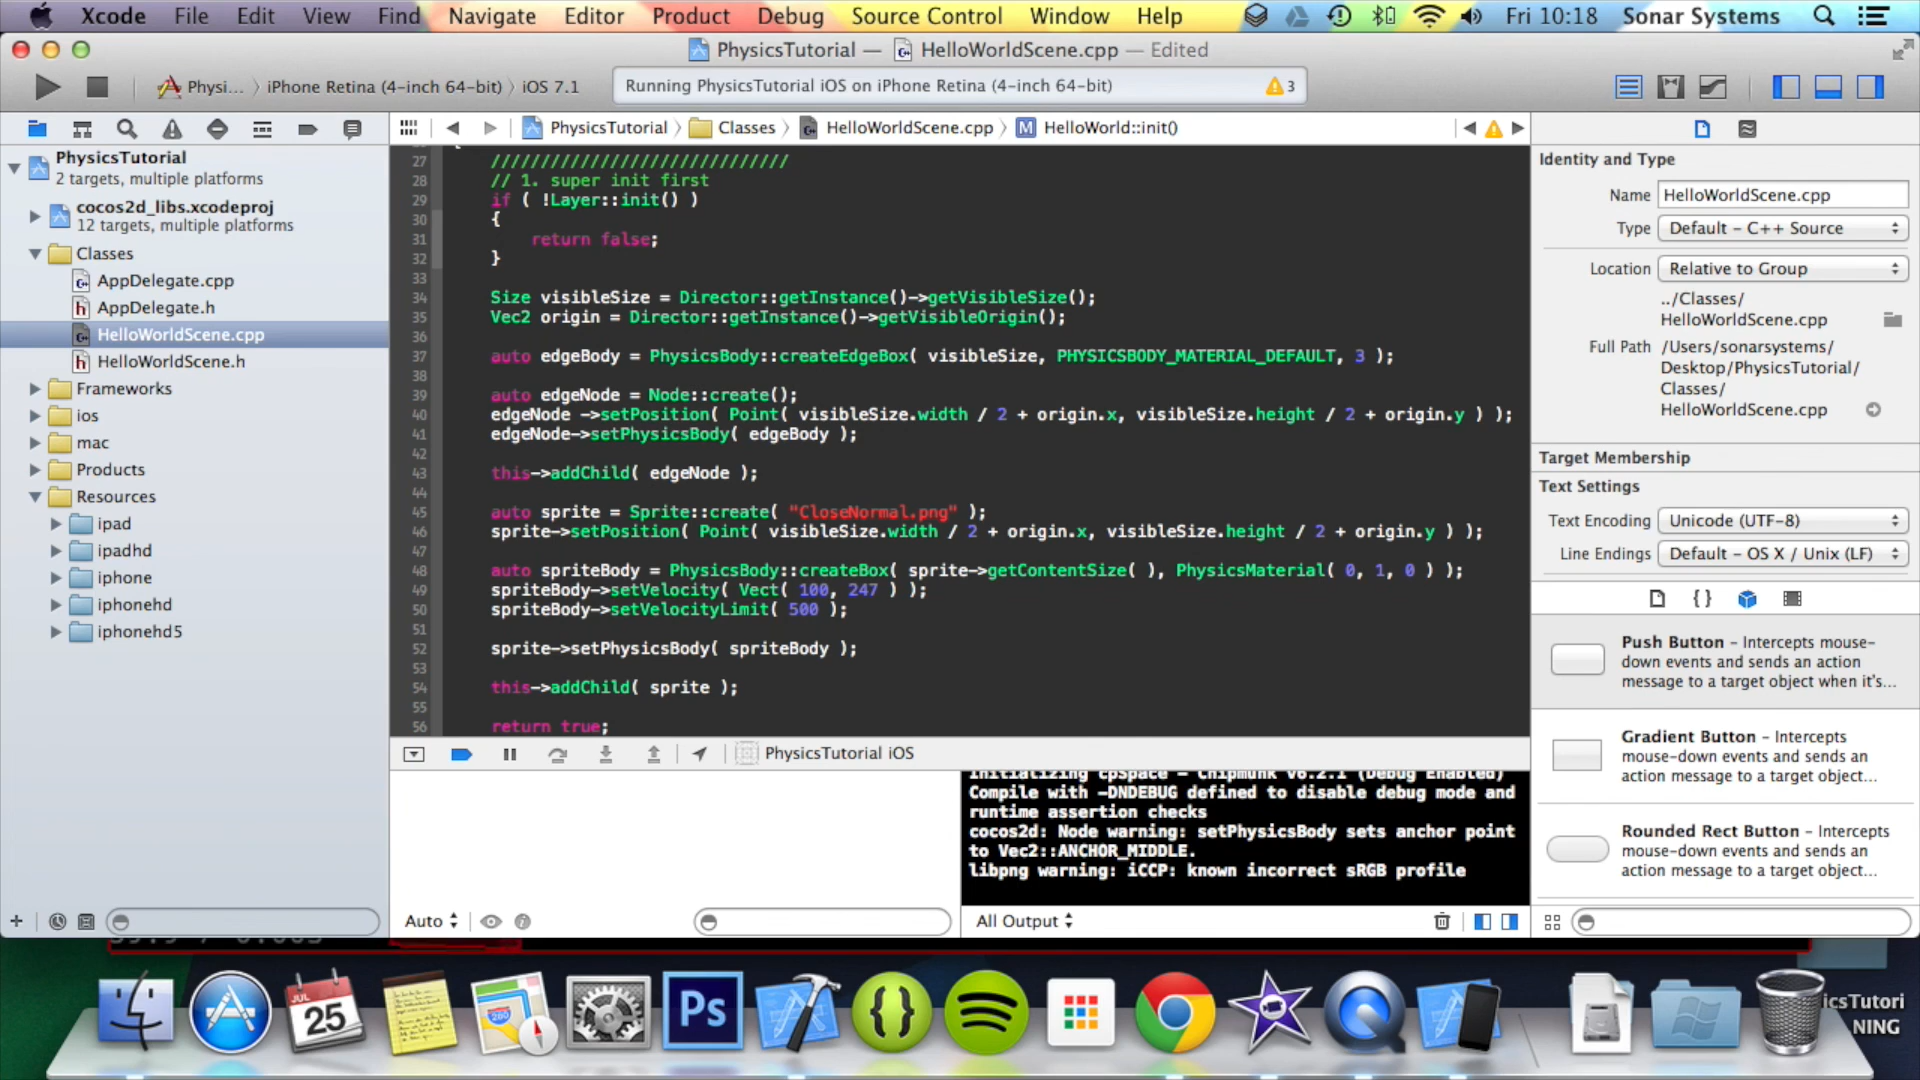 Xcode File Edit View Find Navigate Editor Product Debug Source Control Window Help Fri 10:18 Sonar Systems
PhysicsTutorial — HelloWorldScene.cpp — Edited
Physi... iPhone Retina (4-inch 64-bit) iOS 7.1
Running PhysicsTutorial iOS on iPhone Retina (4-inch 64-bit) 3
PhysicsTutorial Classes HelloWorldScene.cpp M HelloWorld::init()
PhysicsTutorial
2 targets, multiple platforms
cocos2d_libs.xcodeproj
12 targets, multiple platforms
Classes
AppDelegate.cpp
AppDelegate.h
HelloWorldScene.cpp
HelloWorldScene.h
Frameworks
ios
mac
Products
Resources
ipad
ipadhd
iphone
iphonehd
iphonehd5
27 //////////////////////////////
28 // 1. super init first
29 if ( !Layer::init() )
30 {
31 return false;
32 }
33
34 Size visibleSize = Director::getInstance()->getVisibleSize();
35 Vec2 origin = Director::getInstance()->getVisibleOrigin();
36
37 auto edgeBody = PhysicsBody::createEdgeBox( visibleSize, PHYSICSBODY_MATERIAL_DEFAULT, 3 );
38
39 auto edgeNode = Node::create();
40 edgeNode ->setPosition( Point( visibleSize.width / 2 + origin.x, visibleSize.height / 2 + origin.y ) );
41 edgeNode->setPhysicsBody( edgeBody );
42
43 this->addChild( edgeNode );
44
45 auto sprite = Sprite::create( "CloseNormal.png" );
46 sprite->setPosition( Point( visibleSize.width / 2 + origin.x, visibleSize.height / 2 + origin.y ) );
47
48 auto spriteBody = PhysicsBody::createBox( sprite->getContentSize( ), PhysicsMaterial( 0, 1, 0 ) );
49 spriteBody->setVelocity( Vect( 100, 247 ) );
50 spriteBody->setVelocityLimit( 500 );
51
52 sprite->setPhysicsBody( spriteBody );
53
54 this->addChild( sprite );
55
56 return true;
PhysicsTutorial iOS
Initializing cpSpace - Chipmunk v6.2.1 (Debug Enabled)
Compile with -DNDEBUG defined to disable debug mode and
runtime assertion checks
cocos2d: Node warning: setPhysicsBody sets anchor point
to Vec2::ANCHOR_MIDDLE.
libpng warning: iCCP: known incorrect sRGB profile
Auto
All Output
Identity and Type
Name HelloWorldScene.cpp
Type Default - C++ Source
Location Relative to Group
../Classes/
HelloWorldScene.cpp
Full Path /Users/sonarsystems/
Desktop/PhysicsTutorial/
Classes/
HelloWorldScene.cpp
Target Membership
Text Settings
Text Encoding Unicode (UTF-8)
Line Endings Default - OS X / Unix (LF)
Push Button - Intercepts mouse-
down events and sends an action
message to a target object when it's...
Gradient Button - Intercepts
mouse-down events and sends an
action message to a target object...
Rounded Rect Button - Intercepts
mouse-down events and sends an
action message to a target object...
JUL
25
Ps
icsTutori
NING